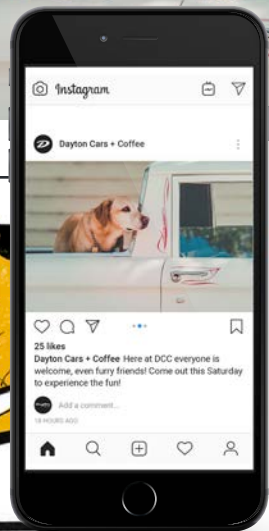 Instagram
Dayton Cars + Coffee
25 likes
Dayton Cars + Coffee Here at DCC everyone is
welcome, even furry friends! Come out this Saturday
to experience the fun!
Add a comment...
18 HOURS AGO